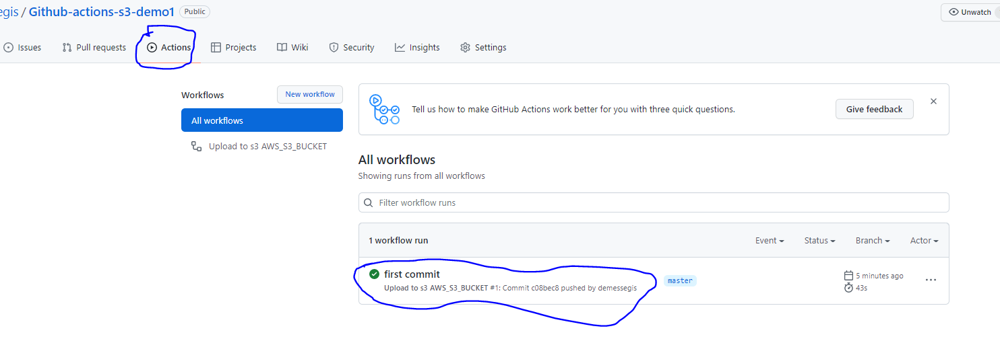 egis / Github-actions-s3-demo1 Public
Unwatch
Issues Pull requests Actions Projects Wiki Security Insights Settings
Workflows New workflow
All workflows
Upload to s3 AWS_S3_BUCKET
Tell us how to make GitHub Actions work better for you with three quick questions. Give feedback
All workflows
Showing runs from all workflows
Filter workflow runs
1 workflow run Event Status Branch Actor
first commit
Upload to s3 AWS_S3_BUCKET #1: Commit c08bec8 pushed by demessegis
master
5 minutes ago
43s